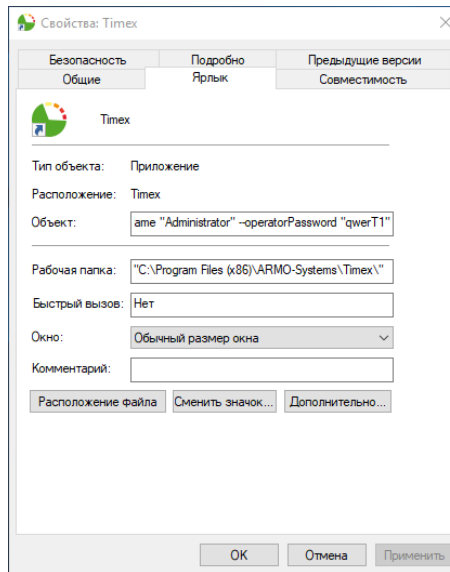 Свойства: Timex
Безопасность Подробно Предыдущие версии
Общие Ярлык Совместимость
Timex
Тип объекта: Приложение
Расположение: Timex
Объект: ame "Administrator" --operatorPassword "qwerT1"
Рабочая папка: "C:\Program Files (x86)\ARMO-Systems\Timex\"
Быстрый вызов: Нет
Окно: Обычный размер окна
Комментарий:
Расположение файла Сменить значок... Дополнительно...
OK Отмена Применить